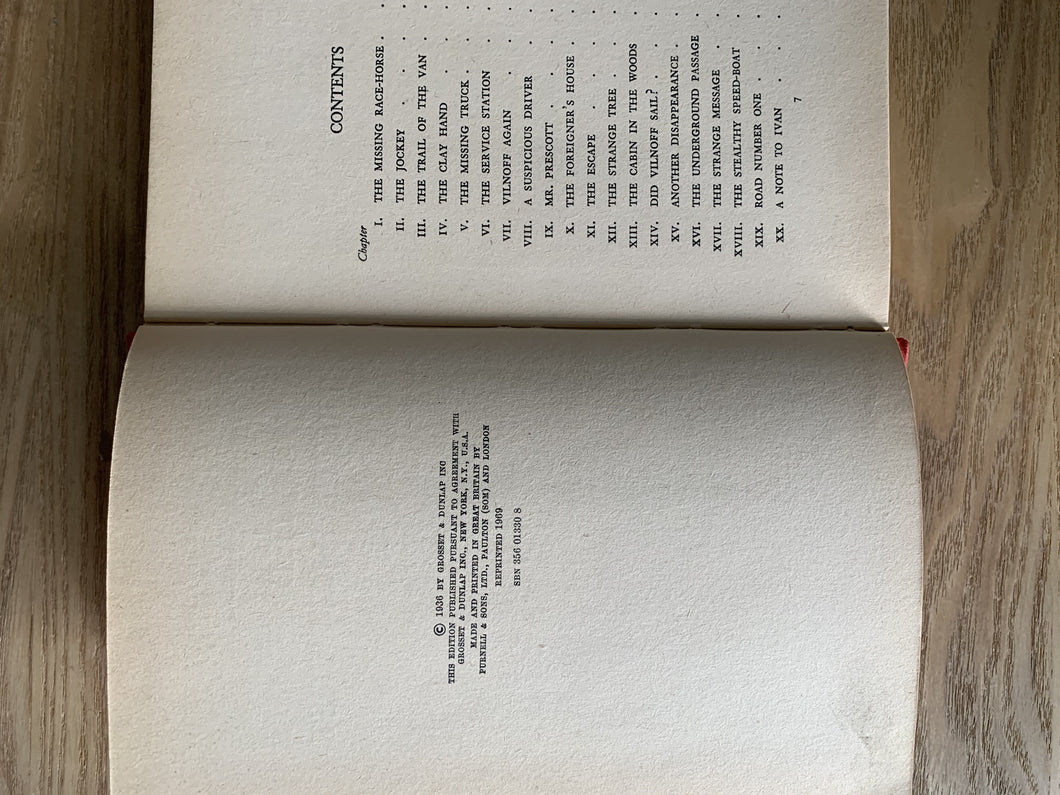 © 1936 BY GROSSET & DUNLAP INC
THIS EDITION PUBLISHED PURSUANT TO AGREEMENT WITH
GROSSET & DUNLAP INC., NEW YORK, N.Y., U.S.A.
MADE AND PRINTED IN GREAT BRITAIN BY
PURNELL & SONS, LTD., PAULTON (SOM) AND LONDON
REPRINTED 1969
SBN 356 01330 8
CONTENTS
Chapter
I. THE MISSING RACE-HORSE . .
II. THE JOCKEY . . .
III. THE TRAIL OF THE VAN . .
IV. THE CLAY HAND . . .
V. THE MISSING TRUCK . . .
VI. THE SERVICE STATION . .
VII. VILNOFF AGAIN . . .
VIII. A SUSPICIOUS DRIVER . .
IX. MR. PRESCOTT . . . .
X. THE FOREIGNER'S HOUSE . .
XI. THE ESCAPE . . . .
XII. THE STRANGE TREE . . .
XIII. THE CABIN IN THE WOODS . .
XIV. DID VILNOFF SAIL? . . .
XV. ANOTHER DISAPPEARANCE . .
XVI. THE UNDERGROUND PASSAGE .
XVII. THE STRANGE MESSAGE . .
XVIII. THE STEALTHY SPEED-BOAT .
XIX. ROAD NUMBER ONE . . .
XX. A NOTE TO IVAN . . .
7